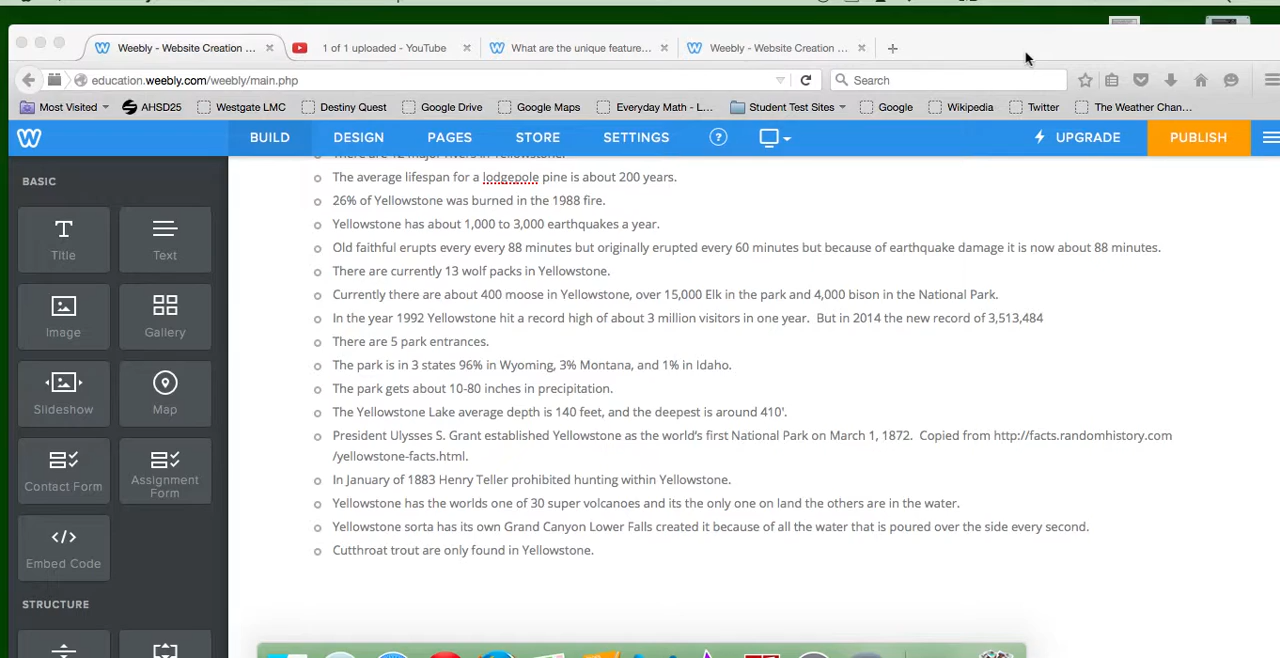 Weebly - Website Creation ...
1 of 1 uploaded - YouTube
What are the unique feature...
Weebly - Website Creation ...
education.weebly.com/weebly/main.php
Search
Most Visited
AHSD25
Westgate LMC
Destiny Quest
Google Drive
Google Maps
Everyday Math - L...
Student Test Sites
Google
Wikipedia
Twitter
The Weather Chan...
BUILD
DESIGN
PAGES
STORE
SETTINGS
?
UPGRADE
PUBLISH
BASIC
Title
Text
Image
Gallery
Slideshow
Map
Contact Form
Assignment
Form
Embed Code
STRUCTURE
There are 12 major rivers in Yellowstone.
The average lifespan for a lodgepole pine is about 200 years.
26% of Yellowstone was burned in the 1988 fire.
Yellowstone has about 1,000 to 3,000 earthquakes a year.
Old faithful erupts every every 88 minutes but originally erupted every 60 minutes but because of earthquake damage it is now about 88 minutes.
There are currently 13 wolf packs in Yellowstone.
Currently there are about 400 moose in Yellowstone, over 15,000 Elk in the park and 4,000 bison in the National Park.
In the year 1992 Yellowstone hit a record high of about 3 million visitors in one year.  But in 2014 the new record of 3,513,484
There are 5 park entrances.
The park is in 3 states 96% in Wyoming, 3% Montana, and 1% in Idaho.
The park gets about 10-80 inches in precipitation.
The Yellowstone Lake average depth is 140 feet, and the deepest is around 410'.
President Ulysses S. Grant established Yellowstone as the world's first National Park on March 1, 1872.  Copied from http://facts.randomhistory.com
/yellowstone-facts.html.
In January of 1883 Henry Teller prohibited hunting within Yellowstone.
Yellowstone has the worlds one of 30 super volcanoes and its the only one on land the others are in the water.
Yellowstone sorta has its own Grand Canyon Lower Falls created it because of all the water that is poured over the side every second.
Cutthroat trout are only found in Yellowstone.